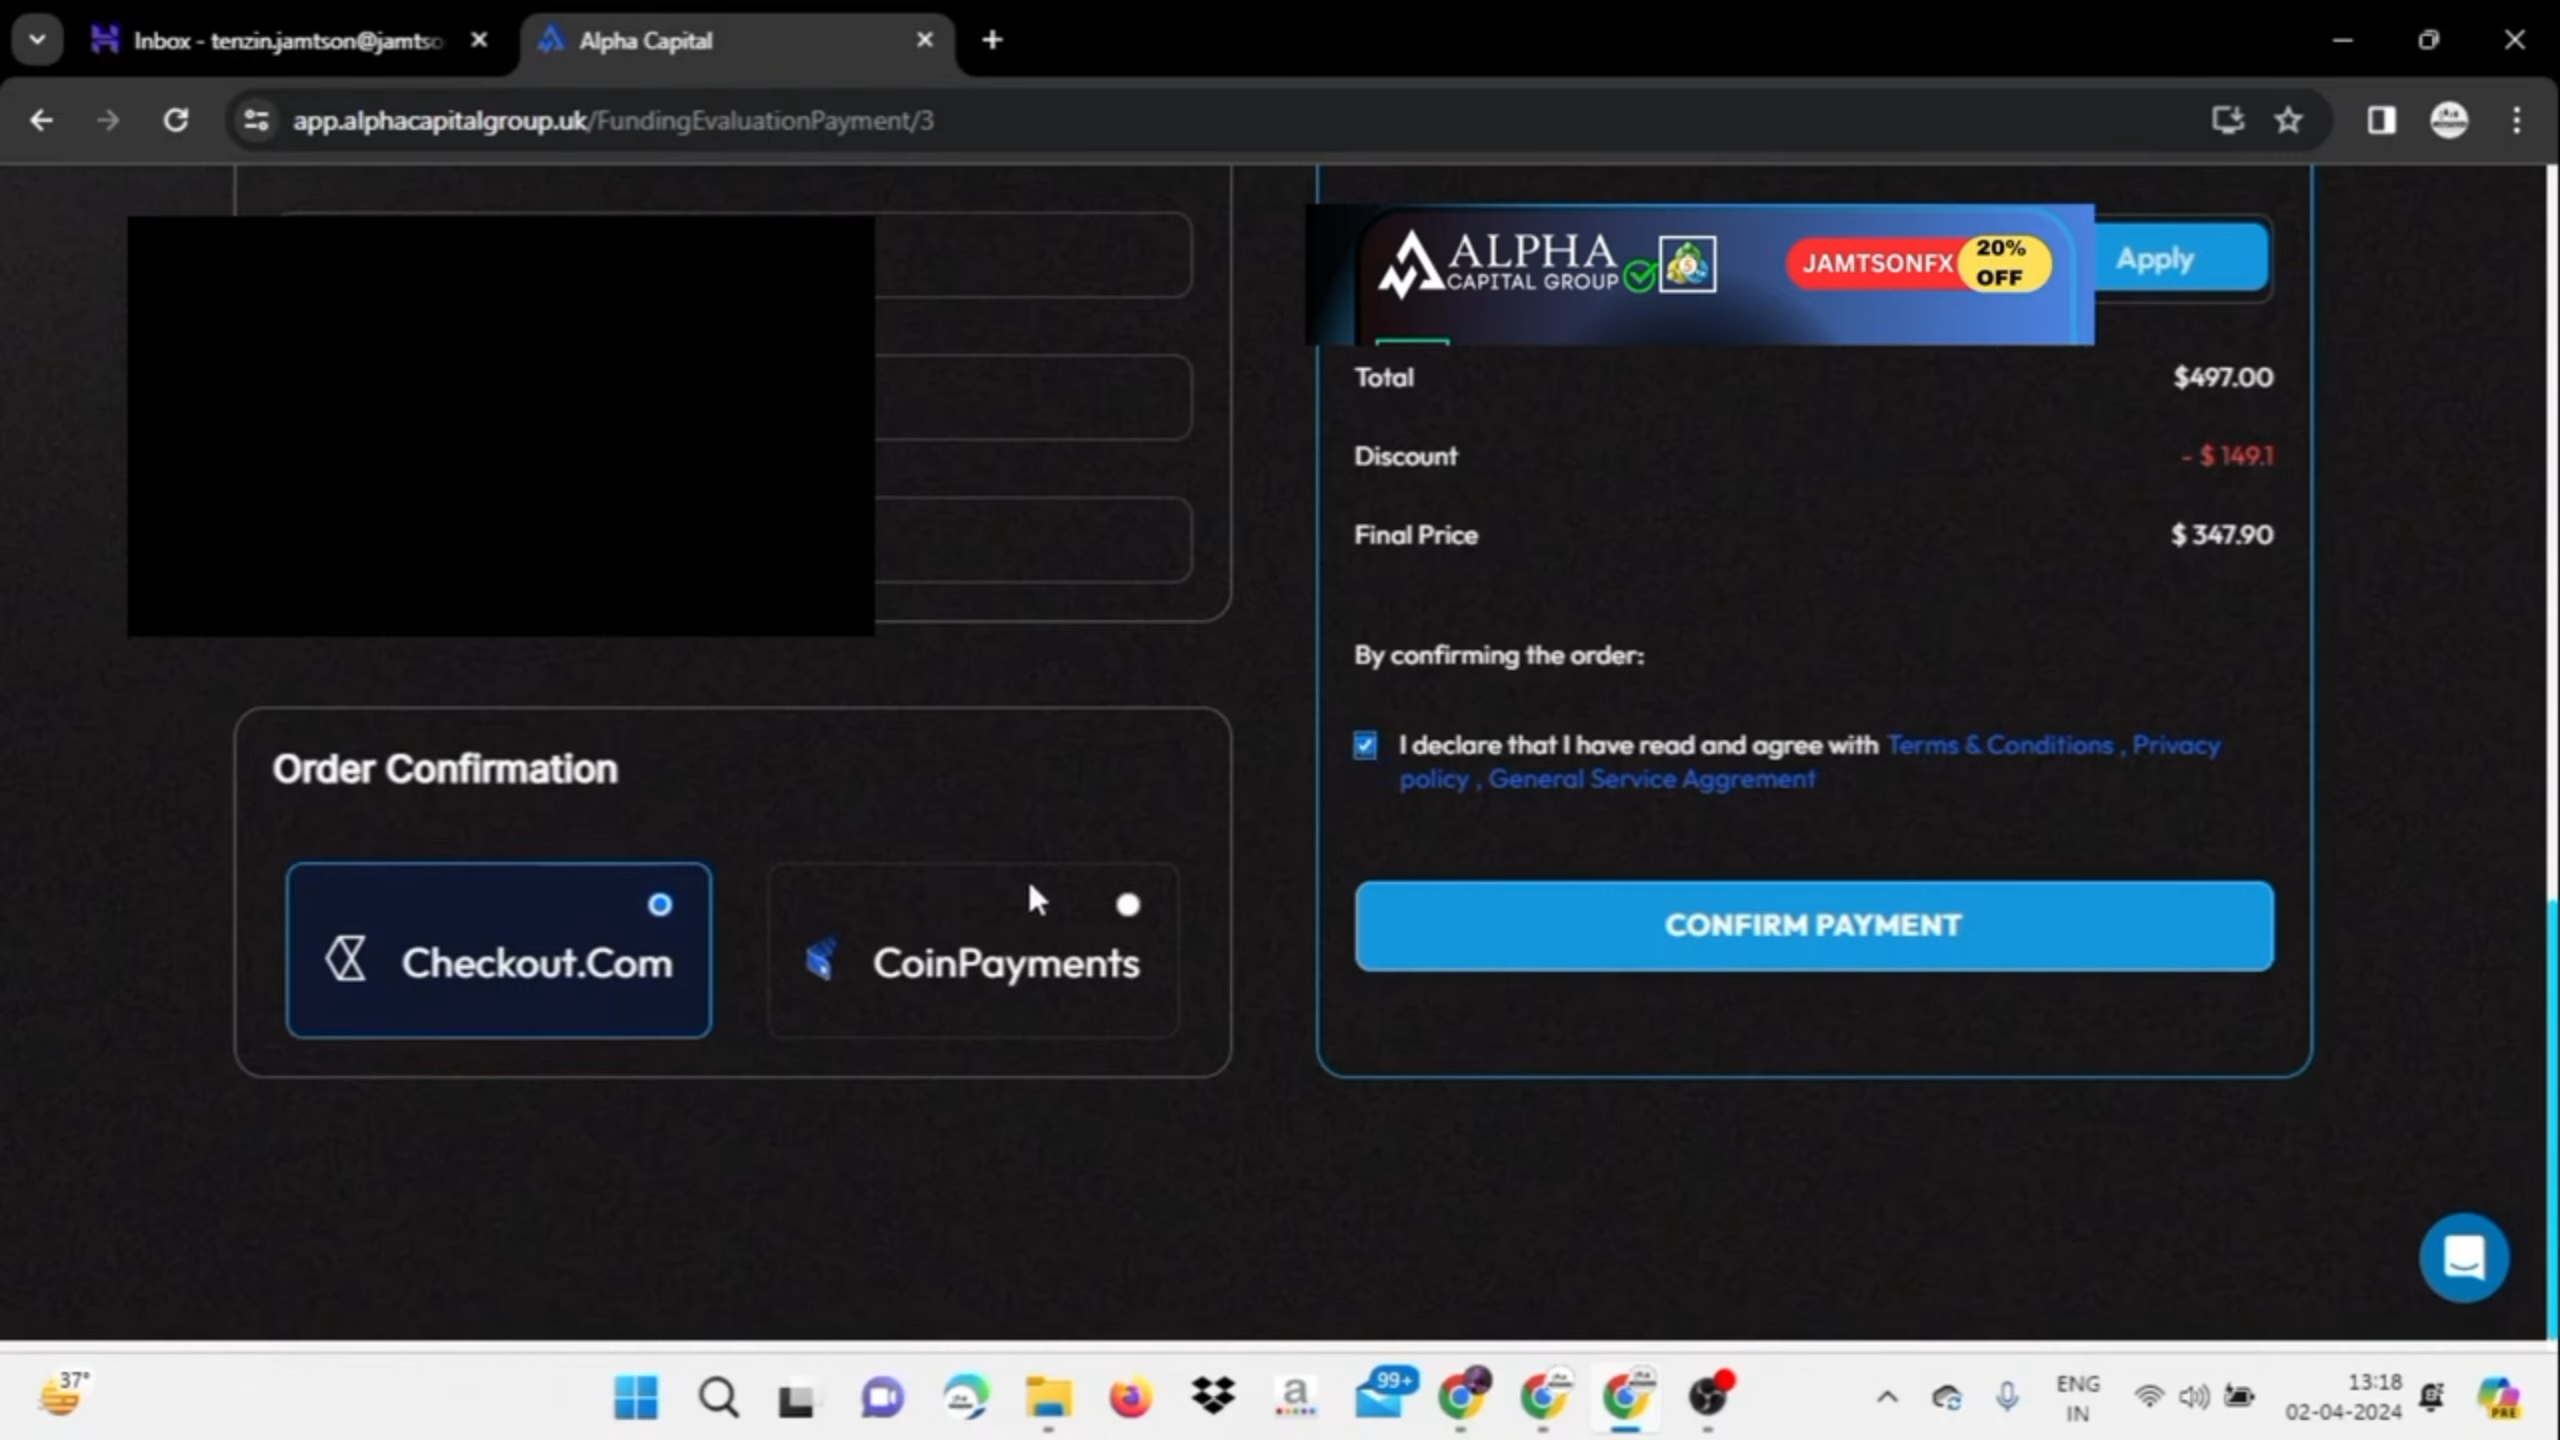 Inbox - tenzin.jamtson@jamtso
Alpha Capital
app.alphacapitalgroup.uk/FundingEvaluationPayment/3
ALPHA
CAPITAL GROUP
JAMTSONFX
20%
OFF
Apply
Total
$497.00
Discount
- $ 149.1
Final Price
$ 347.90
By confirming the order:
I declare that I have read and agree with Terms & Conditions , Privacy
policy , General Service Aggrement
Order Confirmation
Checkout.Com
CoinPayments
CONFIRM PAYMENT
37°
a
99+
ENG
IN
13:18
02-04-2024
PRE